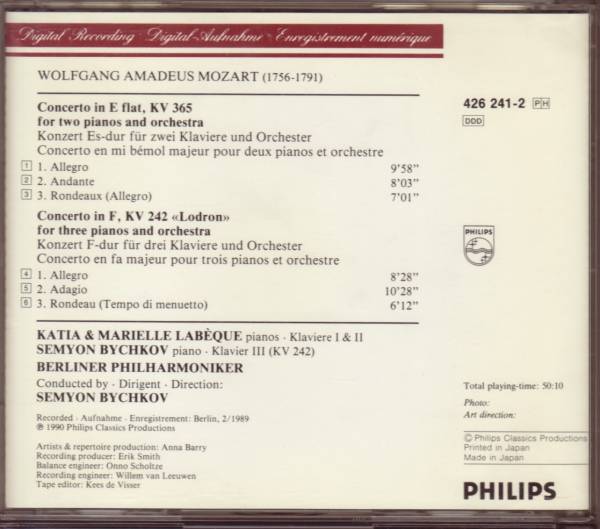 Digital Recording · Digital-Aufnahme · Enregistrement numérique
WOLFGANG AMADEUS MOZART (1756-1791)
Concerto in E flat, KV 365
for two pianos and orchestra
Konzert Es-dur für zwei Klaviere und Orchester
Concerto en mi bémol majeur pour deux pianos et orchestre
1 1. Allegro 9'58"
2 2. Andante 8'03"
3 3. Rondeaux (Allegro) 7'01"
Concerto in F, KV 242 «Lodron»
for three pianos and orchestra
Konzert F-dur für drei Klaviere und Orchester
Concerto en fa majeur pour trois pianos et orchestre
4 1. Allegro 8'28"
5 2. Adagio 10'28"
6 3. Rondeau (Tempo di menuetto) 6'12"
KATIA & MARIELLE LABÈQUE pianos · Klaviere I & II
SEMYON BYCHKOV piano · Klavier III (KV 242)
BERLINER PHILHARMONIKER
Conducted by · Dirigent · Direction:
SEMYON BYCHKOV
Recorded · Aufnahme · Enregistrement: Berlin, 2/1989
℗ 1990 Philips Classics Productions
Artists & repertoire production: Anna Barry
Recording producer: Erik Smith
Balance engineer: Onno Scholtze
Recording engineer: Willem van Leeuwen
Tape editor: Kees de Visser
426 241-2 PH
DDD
PHILIPS
Total playing-time: 50:10
Photo:
Art direction:
© Philips Classics Productions
Printed in Japan
Made in Japan
PHILIPS